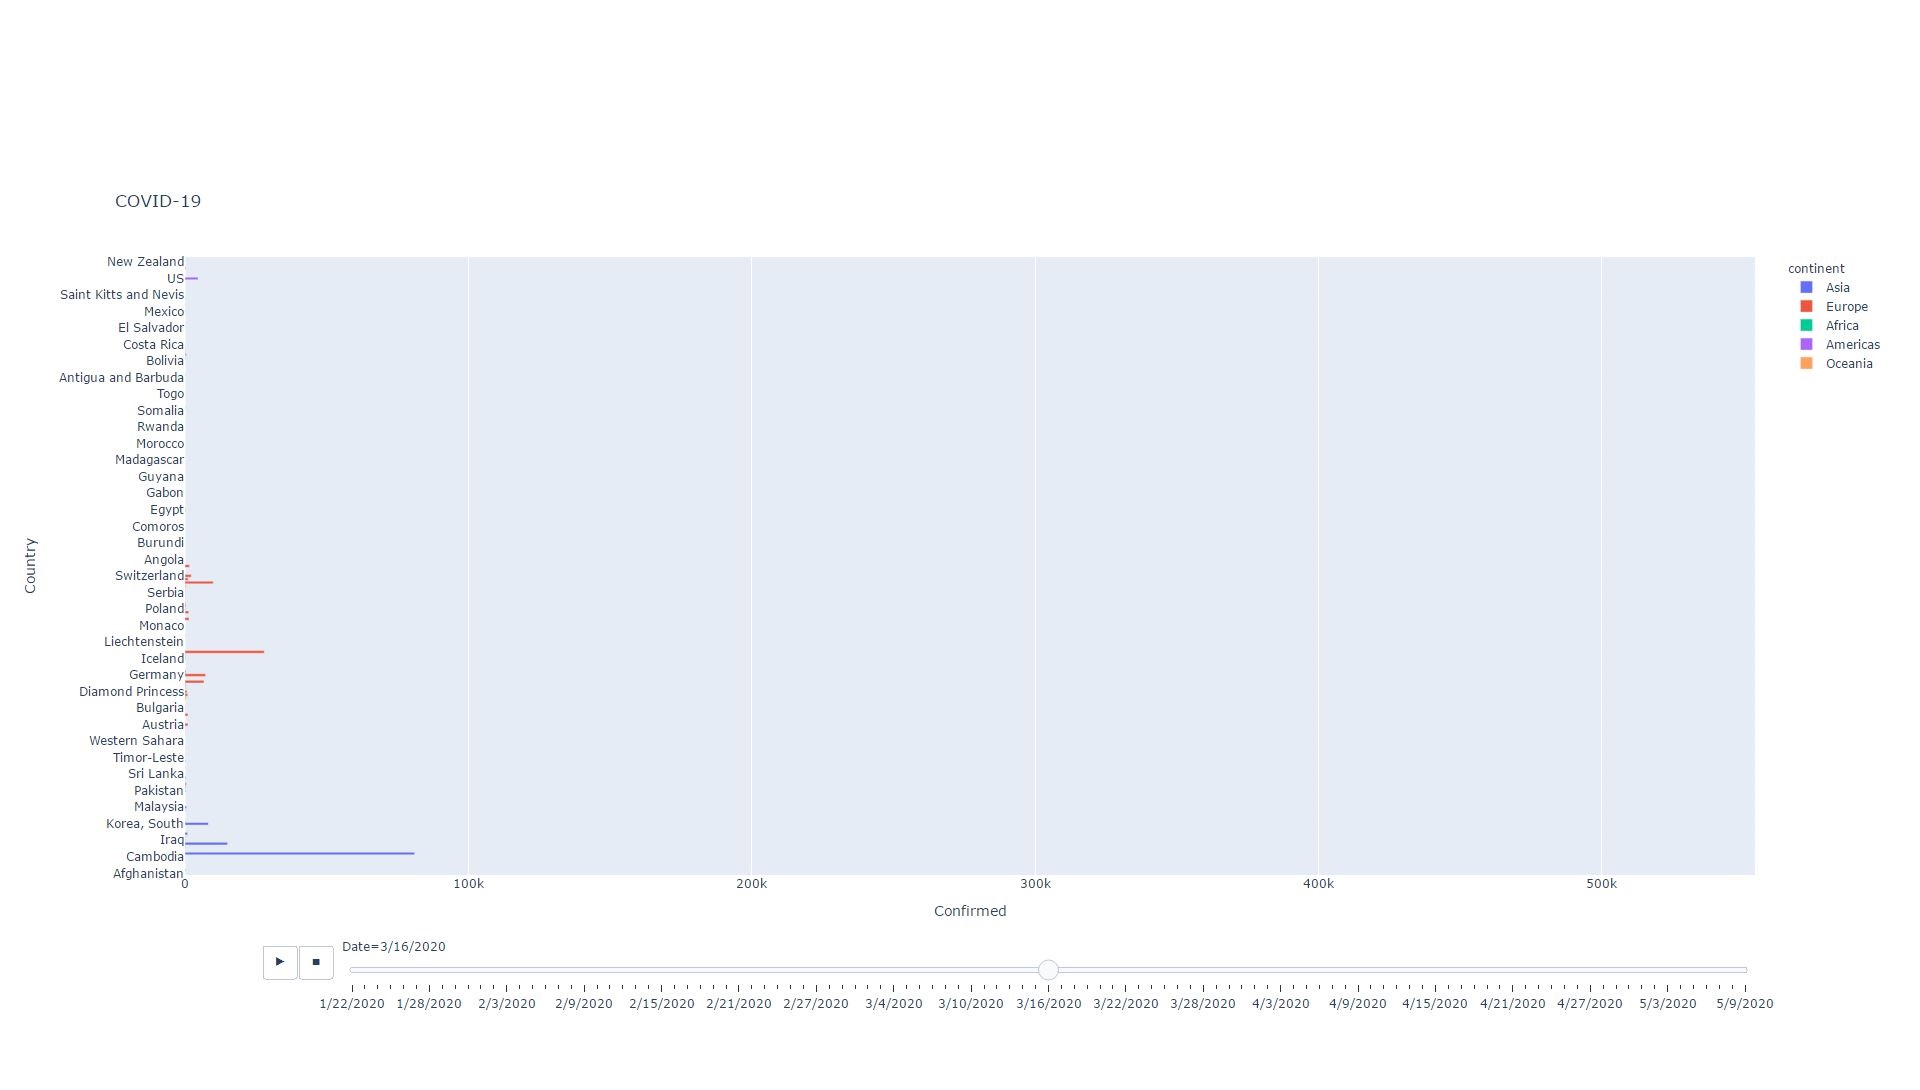 COVID-19
New Zealand
US
Saint Kitts and Nevis
Mexico
El Salvador
Costa Rica
Bolivia
Antigua and Barbuda
Togo
Somalia
Rwanda
Morocco
Madagascar
Guyana
Gabon
Egypt
Comoros
Burundi
Angola
Switzerland
Serbia
Poland
Monaco
Liechtenstein
Iceland
Germany
Diamond Princess
Bulgaria
Austria
Western Sahara
Timor-Leste
Sri Lanka
Pakistan
Malaysia
Korea, South
Iraq
Cambodia
Afghanistan
Country
0 100k 200k 300k 400k 500k
Confirmed
continent
Asia
Europe
Africa
Americas
Oceania
Date=3/16/2020
1/22/2020 1/28/2020 2/3/2020 2/9/2020 2/15/2020 2/21/2020 2/27/2020 3/4/2020 3/10/2020 3/16/2020 3/22/2020 3/28/2020 4/3/2020 4/9/2020 4/15/2020 4/21/2020 4/27/2020 5/3/2020 5/9/2020